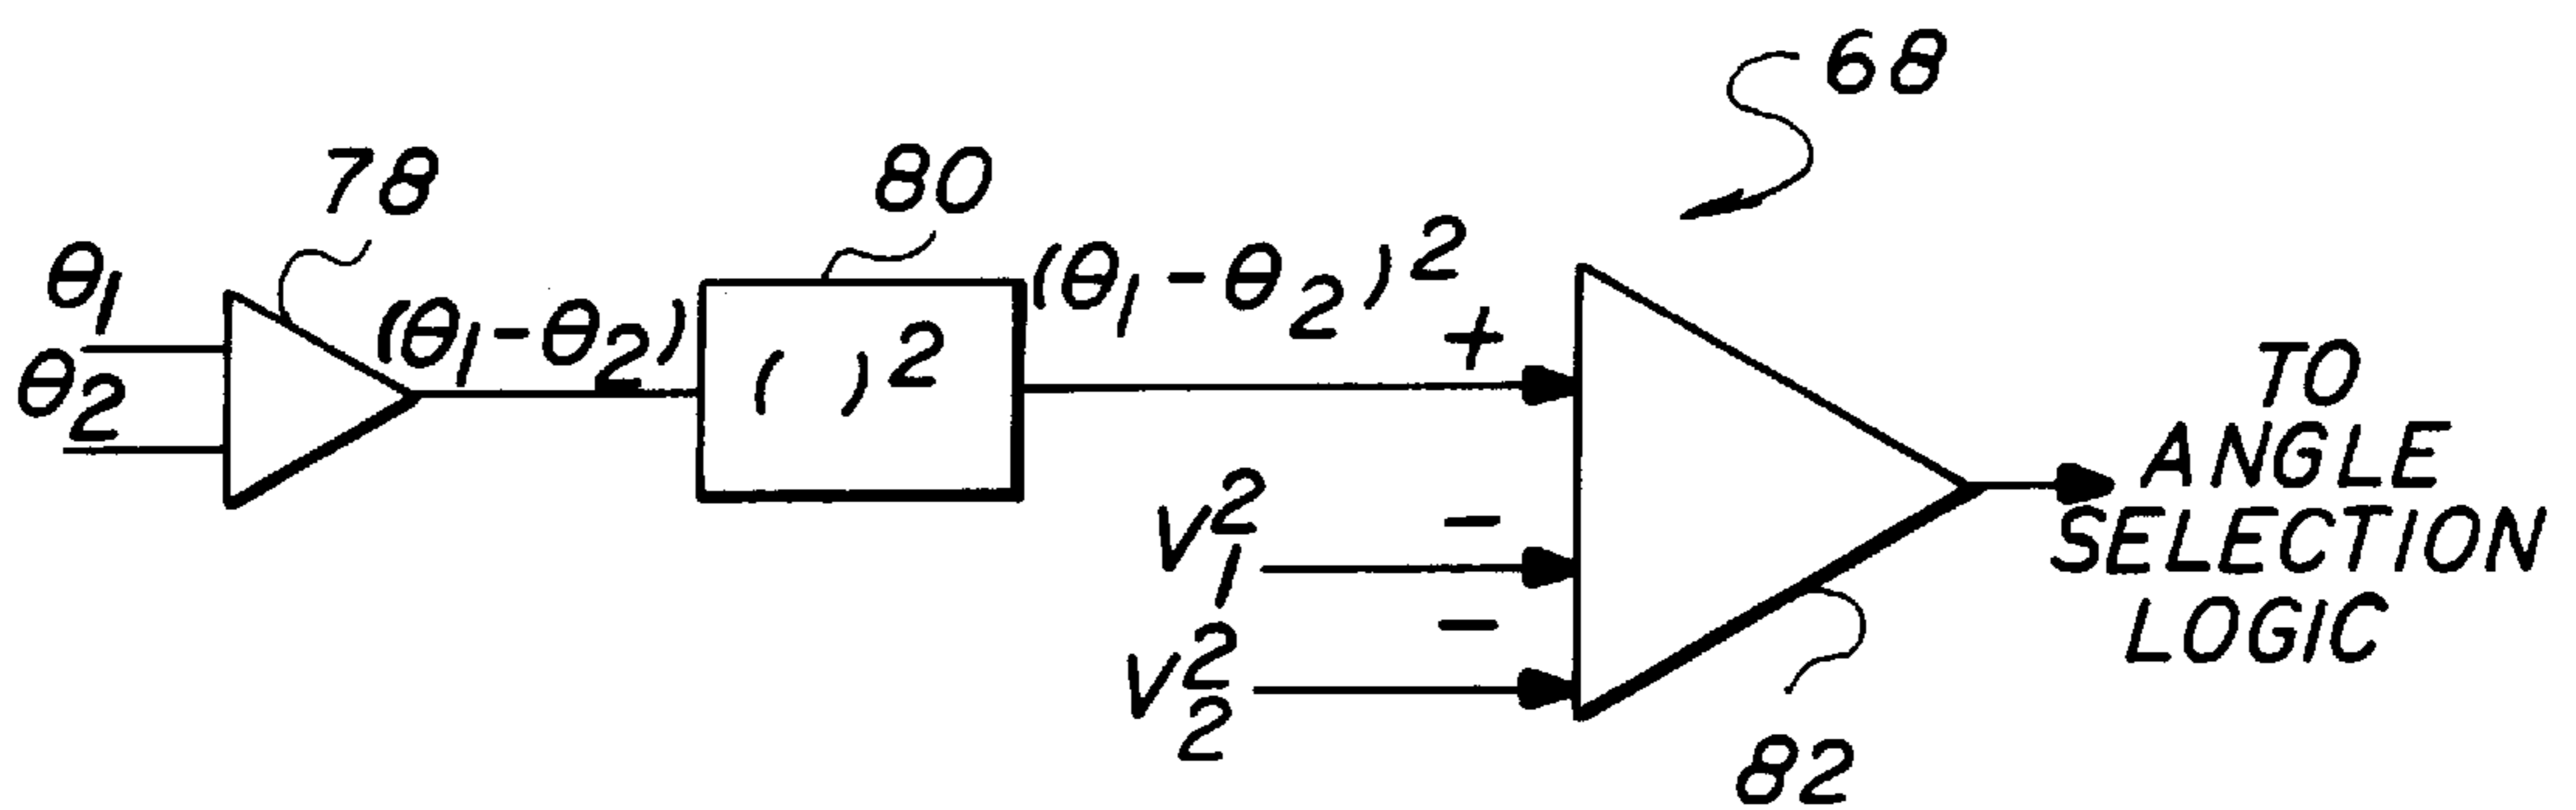 68
78
80
θ₁
θ₂
(θ₁-θ₂)
( )²
(θ₁-θ₂)²
+
V₁²
-
V₂²
-
82
TO
ANGLE
SELECTION
LOGIC